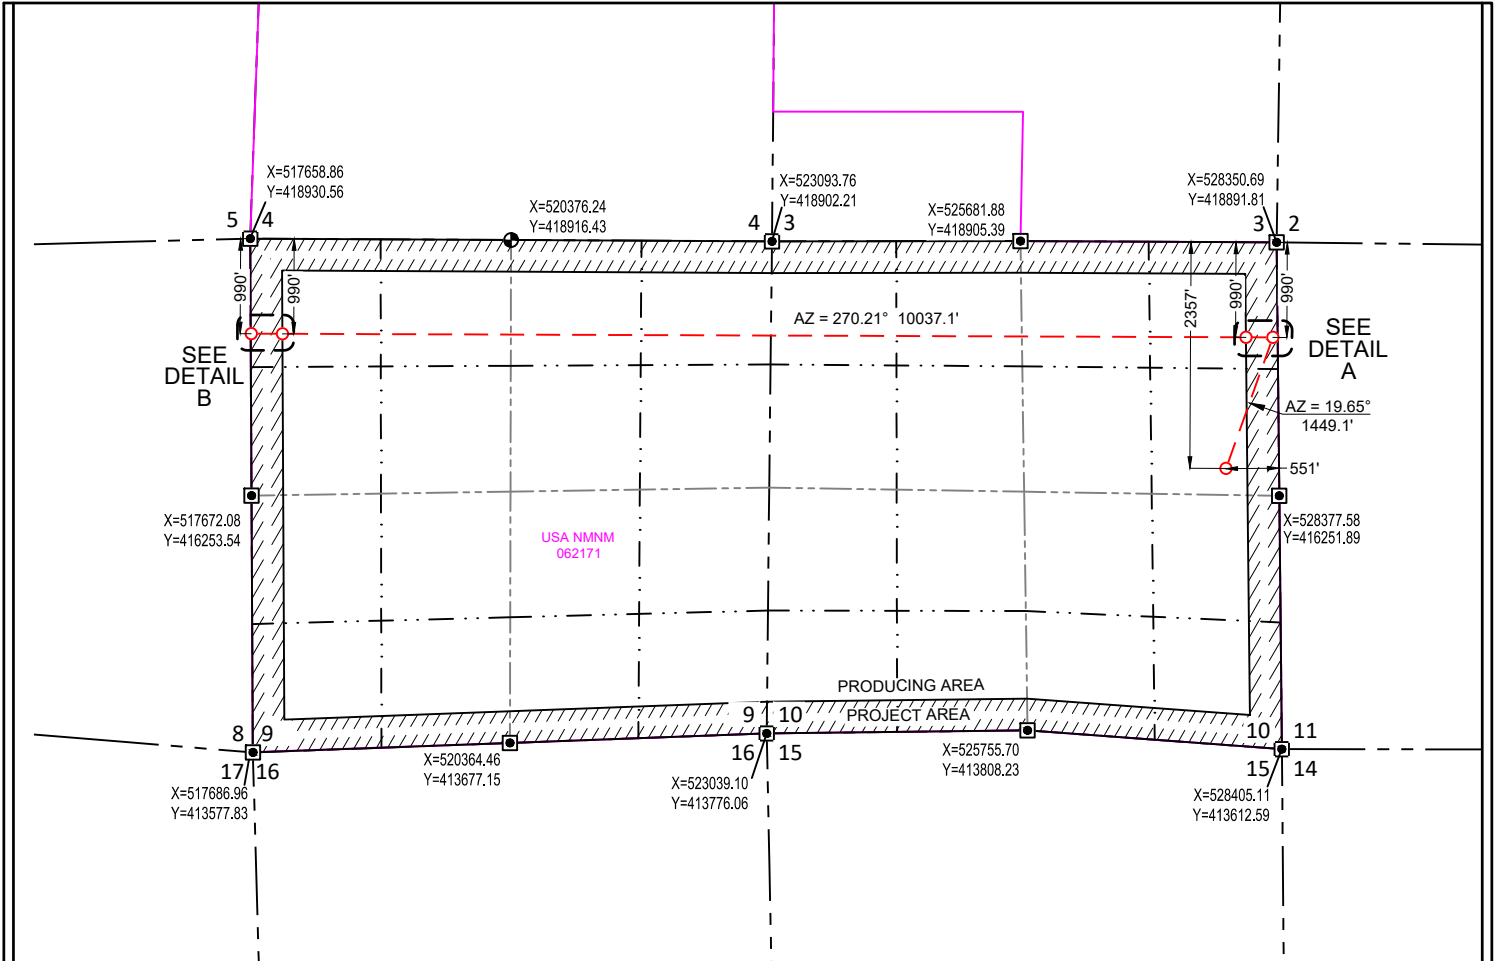 X=517658.86
Y=418930.56
X=520376.24
Y=418916.43
X=523093.76
Y=418902.21
X=525681.88
Y=418905.39
X=528350.69
Y=418891.81
5 4
4 3
3 2
990'
990'
2357'
990'
990'
AZ = 270.21° 10037.1'
SEE
DETAIL
B
SEE
DETAIL
A
AZ = 19.65°
1449.1'
551'
X=517672.08
Y=416253.54
USA NMNM
062171
X=528377.58
Y=416251.89
PRODUCING AREA
PROJECT AREA
8 9
17 16
9 10
16 15
10 11
15 14
X=517686.96
Y=413577.83
X=520364.46
Y=413677.15
X=523039.10
Y=413776.06
X=525755.70
Y=413808.23
X=528405.11
Y=413612.59